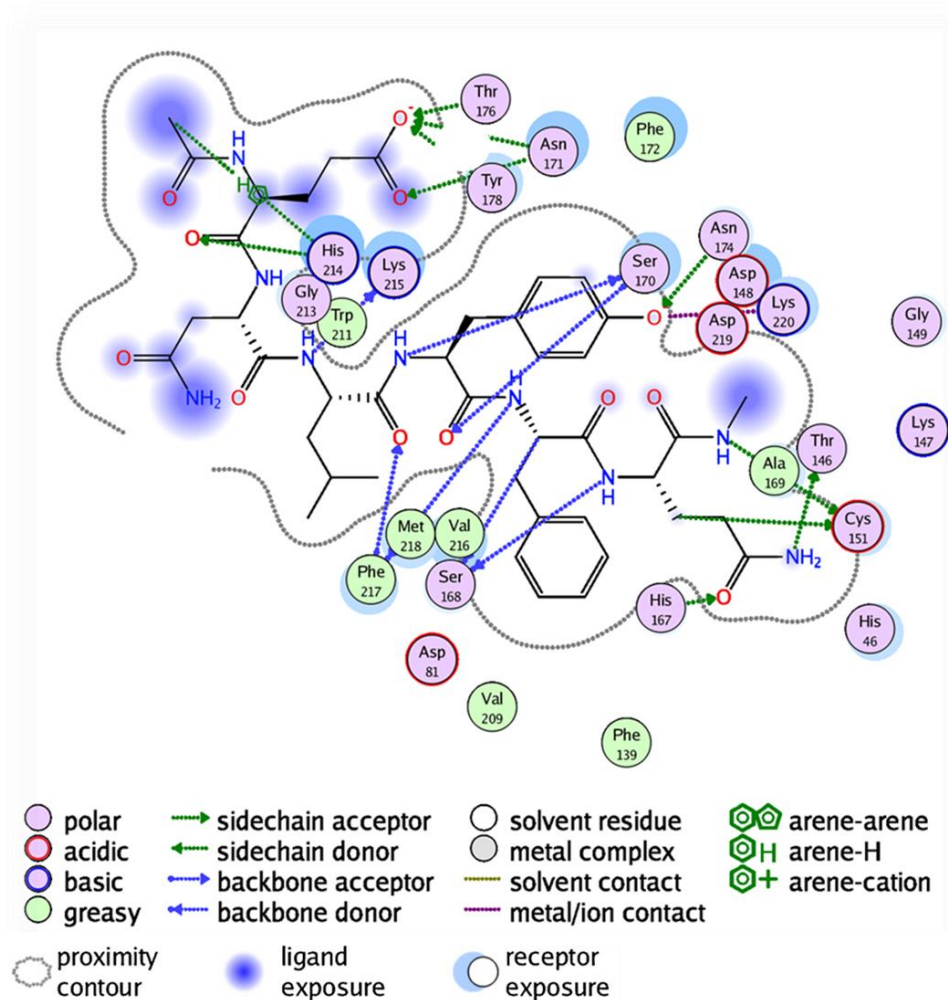 Thr
176
O-
Asn
171
Phe
172
H
N
O
O
H
Tyr
178
O
His
214
NH
Lys
215
Ser
170
Asn
174
Asp
148
Gly
213
Trp
211
Lys
220
O
Asp
219
Gly
149
H
N
H
N
O
O
NH2
O
H
N
O
O
O
Lys
147
N
H
Thr
146
Ala
169
N
H
Met
218
Val
216
Cys
151
NH2
Phe
217
Ser
168
His
167
O
His
46
Asp
81
Val
209
Phe
139
polar
acidic
basic
greasy
sidechain acceptor
sidechain donor
backbone acceptor
backbone donor
solvent residue
metal complex
solvent contact
metal/ion contact
arene-arene
H arene-H
+ arene-cation
proximity
contour
ligand
exposure
receptor
exposure